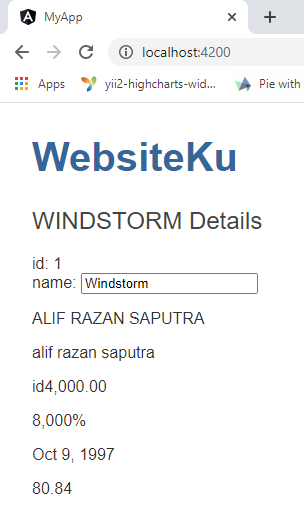 MyApp
localhost:4200
Apps
yii2-highcharts-wid...
Pie with
WebsiteKu
WINDSTORM Details
id: 1
name: Windstorm
ALIF RAZAN SAPUTRA
alif razan saputra
id4,000.00
8,000%
Oct 9, 1997
80.84